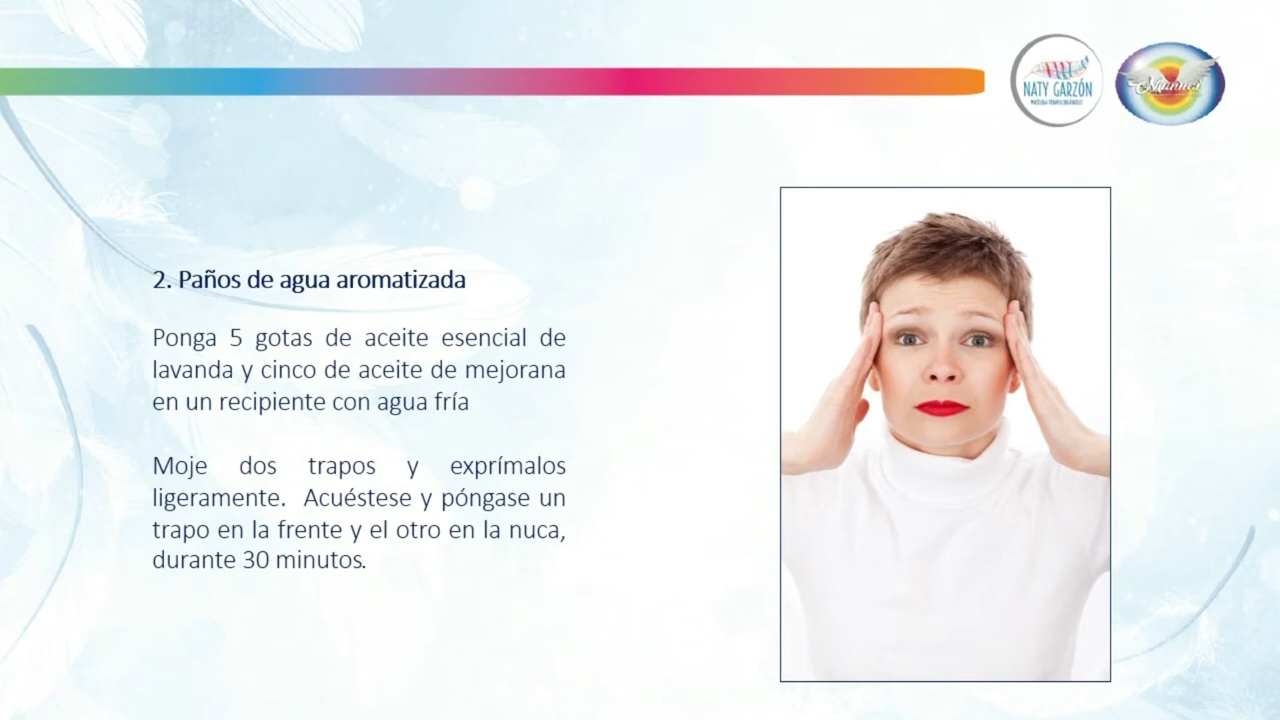 NATY GARZÓN
2. Paños de agua aromatizada
Ponga 5 gotas de aceite esencial de
lavanda y cinco de aceite de mejorana
en un recipiente con agua fría
Moje dos trapos y exprímalos
ligeramente. Acuéstese y póngase un
trapo en la frente y el otro en la nuca,
durante 30 minutos.